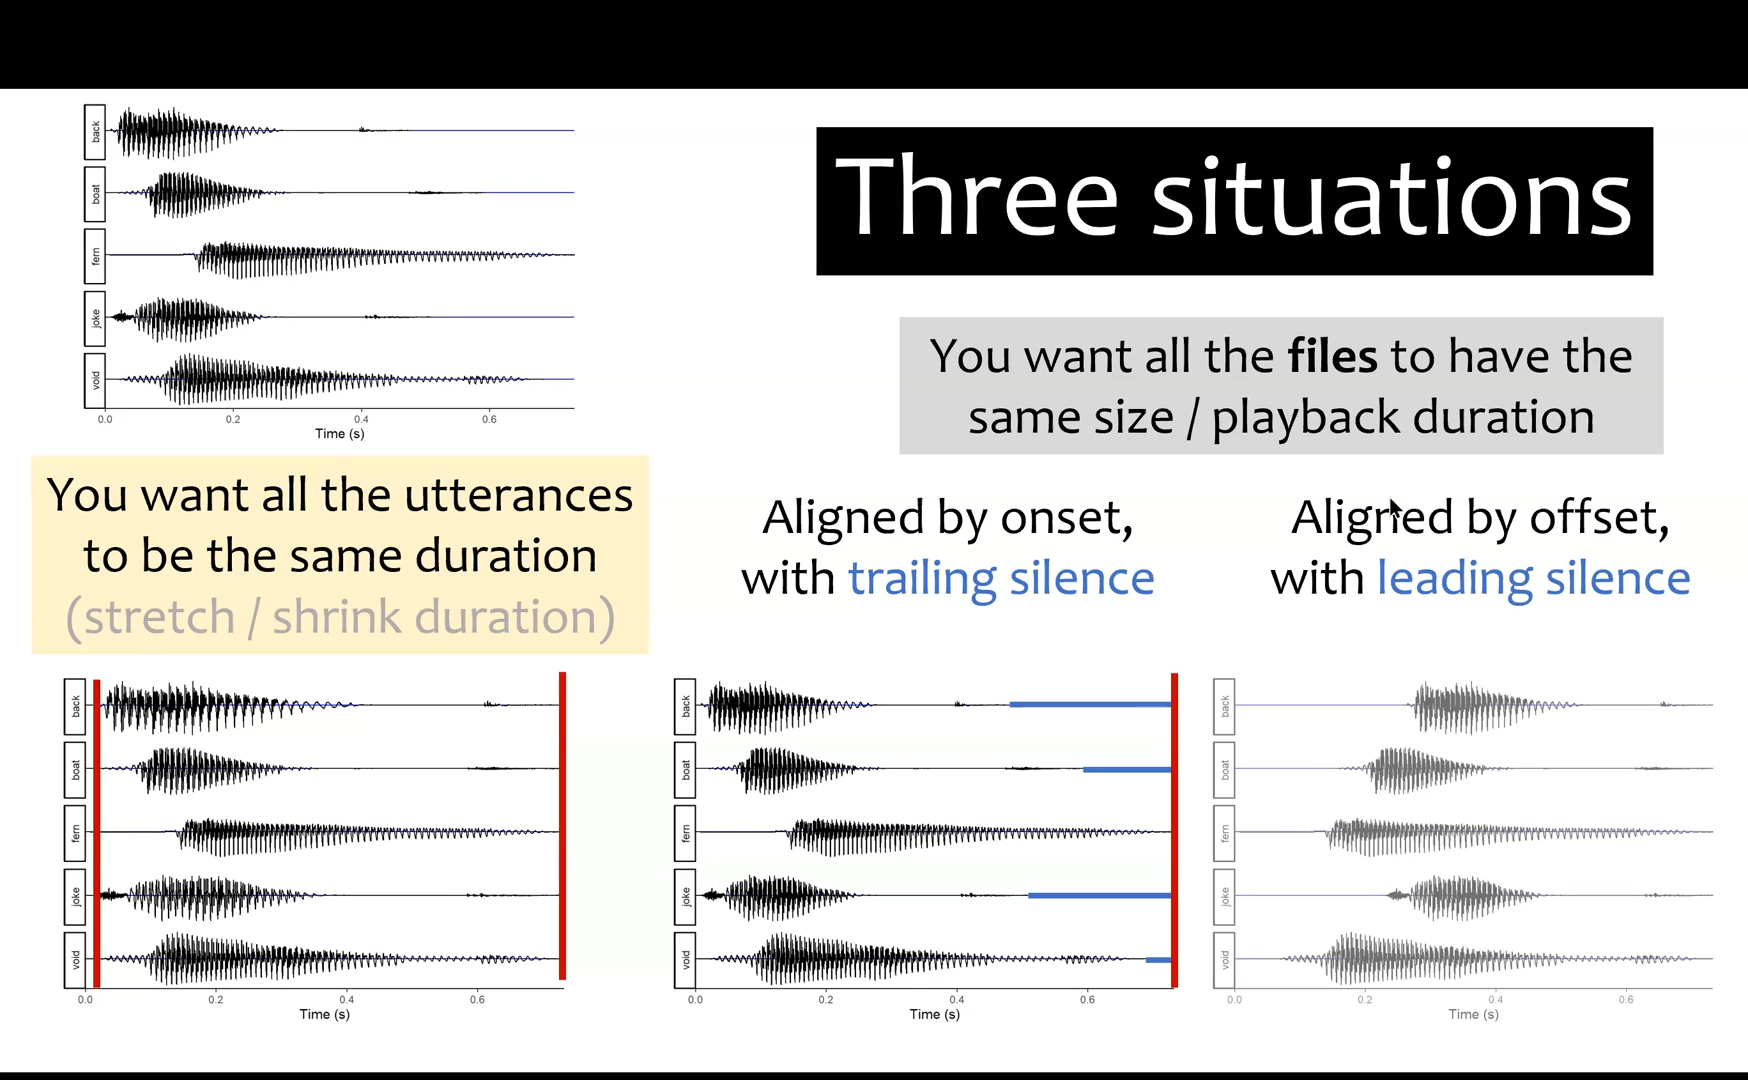 back
boat
fern
joke
void
0.0 0.2 0.4 0.6
Time (s)
Three situations
You want all the files to have the
same size / playback duration
You want all the utterances
to be the same duration
(stretch / shrink duration)
Aligned by onset,
with trailing silence
Aligned by offset,
with leading silence
back
boat
fern
joke
void
0.0 0.2 0.4 0.6
Time (s)
back
boat
fern
joke
void
0.0 0.2 0.4 0.6
Time (s)
back
boat
fern
joke
void
0.0 0.2 0.4 0.6
Time (s)